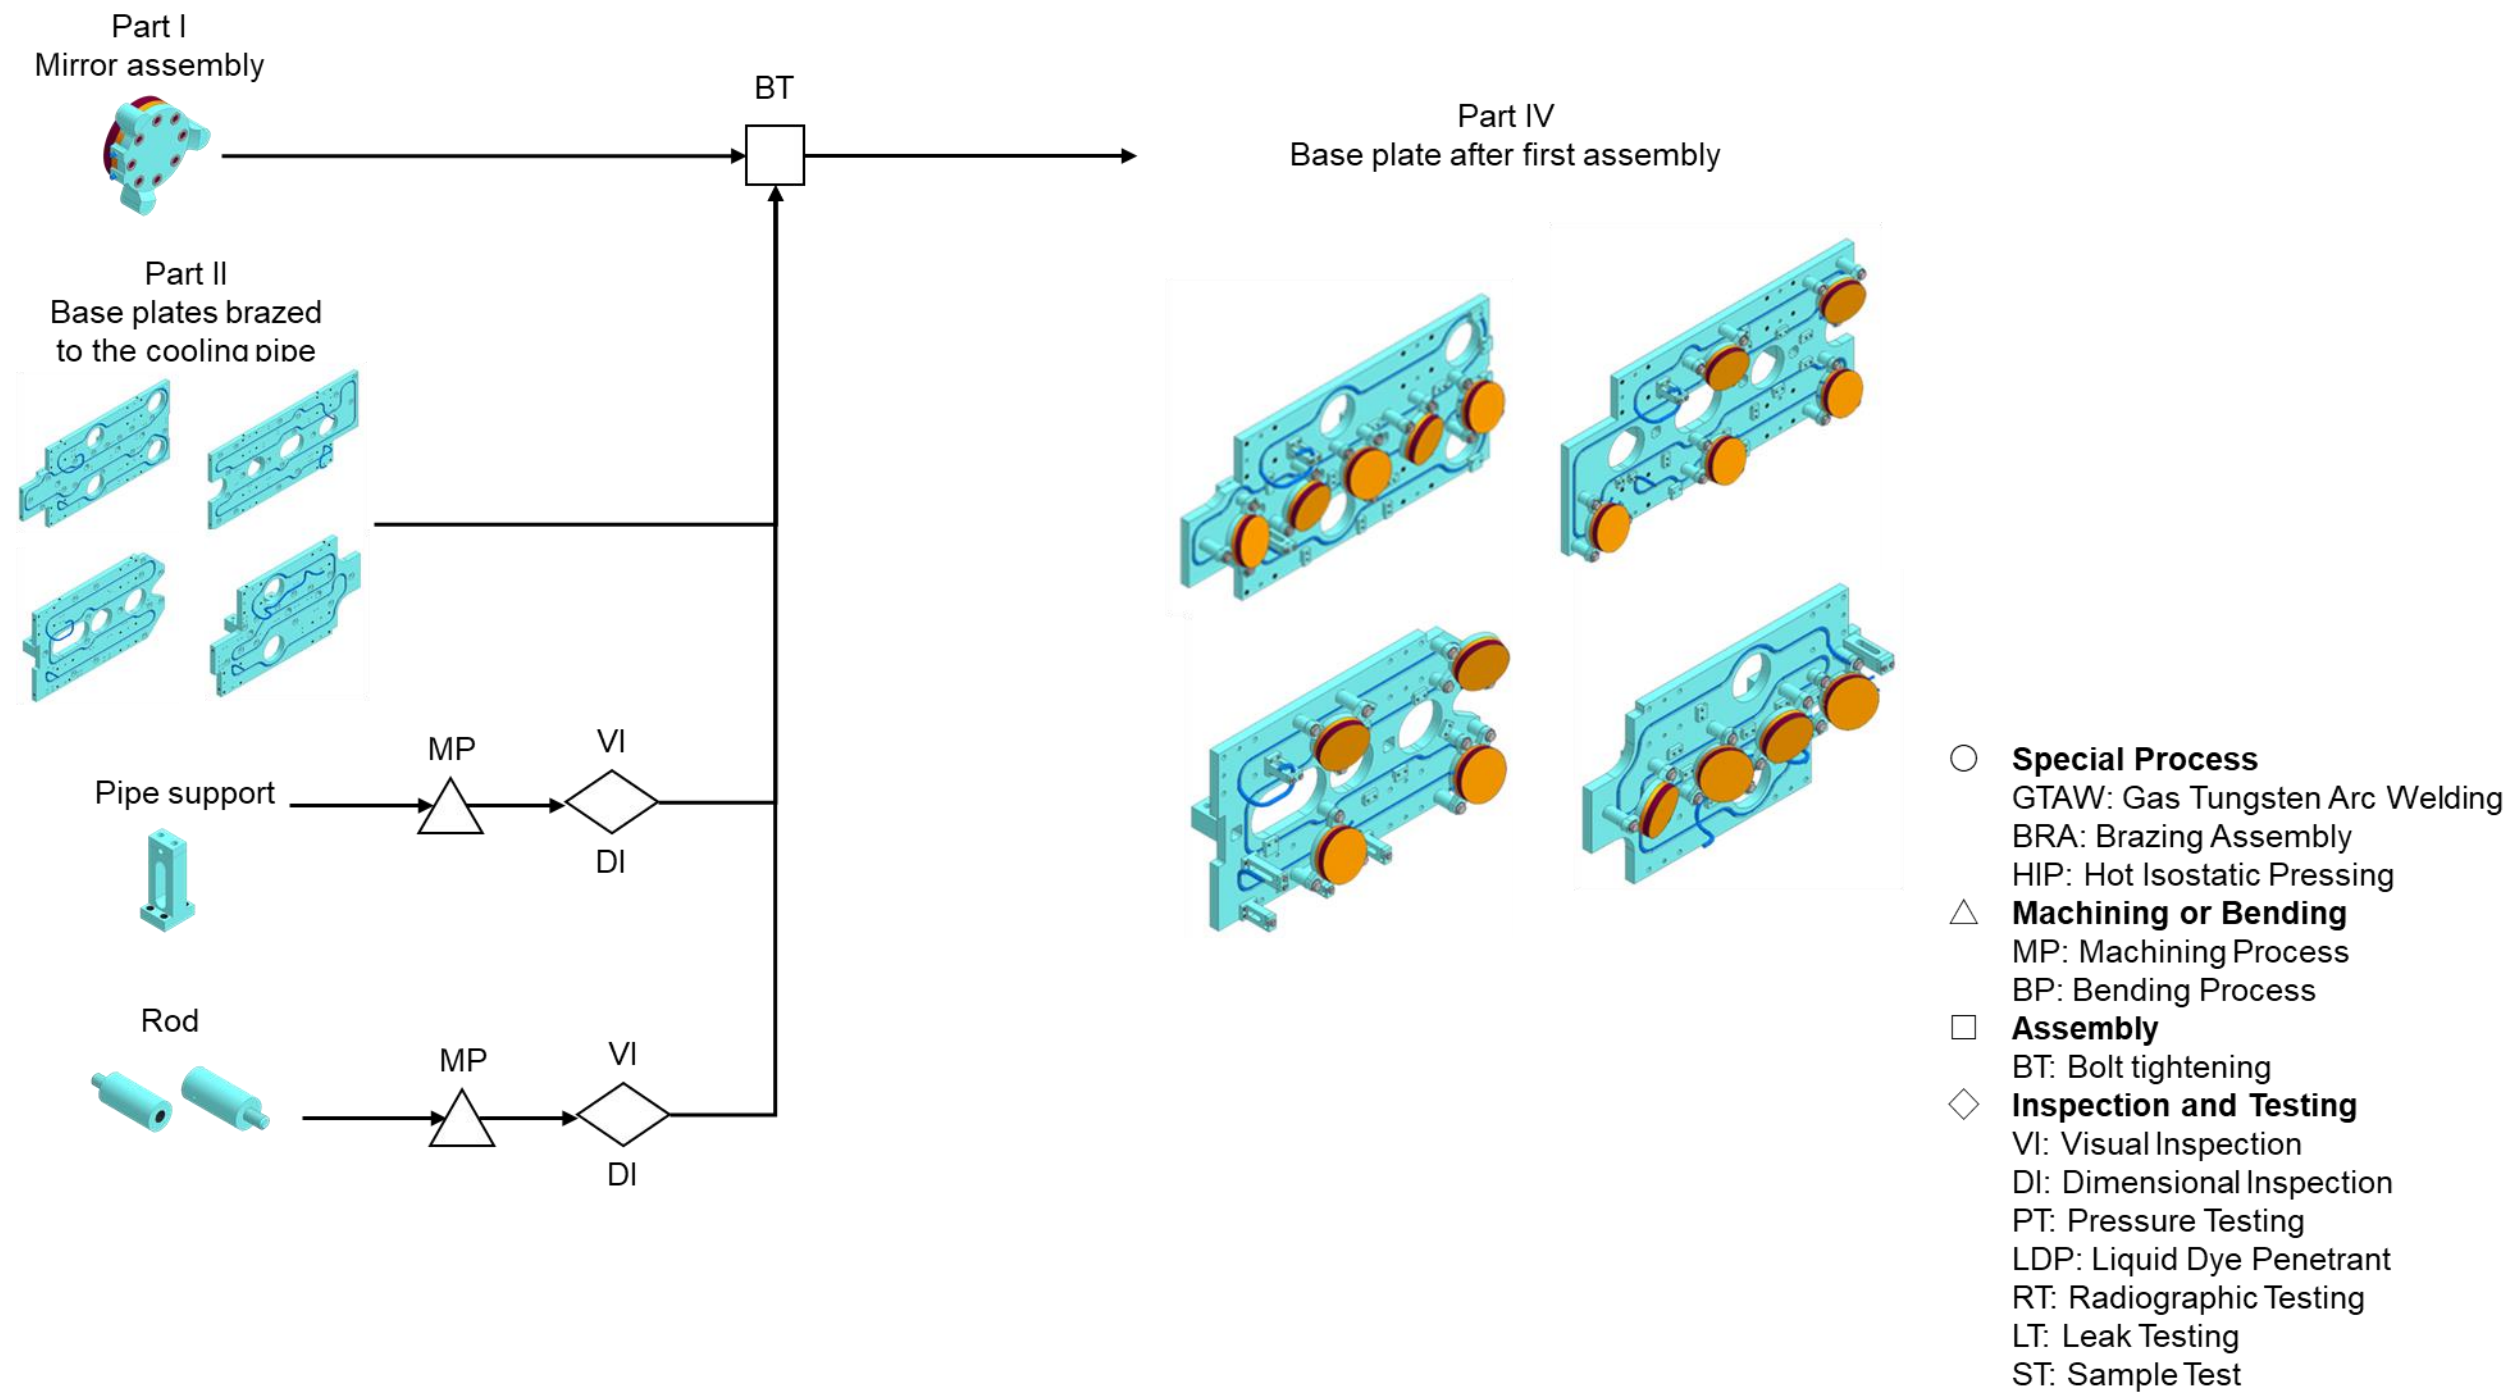 Part I
Mirror assembly
BT
Part IV
Base plate after first assembly
Part II
Base plates brazed
to the cooling pipe
MP
VI
Pipe support
DI
Rod
MP
VI
DI
Special Process
GTAW: Gas Tungsten Arc Welding
BRA: Brazing Assembly
HIP: Hot Isostatic Pressing
Machining or Bending
MP: Machining Process
BP: Bending Process
Assembly
BT: Bolt tightening
Inspection and Testing
VI: Visual Inspection
DI: Dimensional Inspection
PT: Pressure Testing
LDP: Liquid Dye Penetrant
RT: Radiographic Testing
LT: Leak Testing
ST: Sample Test